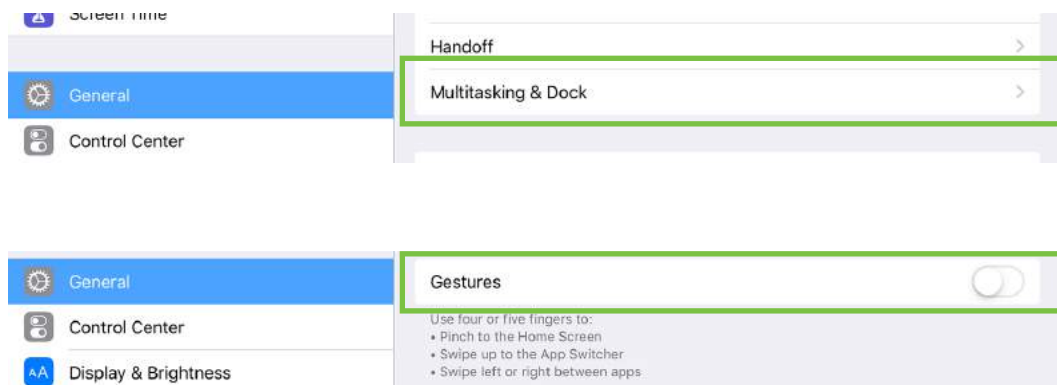 Screen Time
Handoff
General
Multitasking & Dock
Control Center
General
Gestures
Control Center
Use four or five fingers to:
• Pinch to the Home Screen
• Swipe up to the App Switcher
• Swipe left or right between apps
AA Display & Brightness